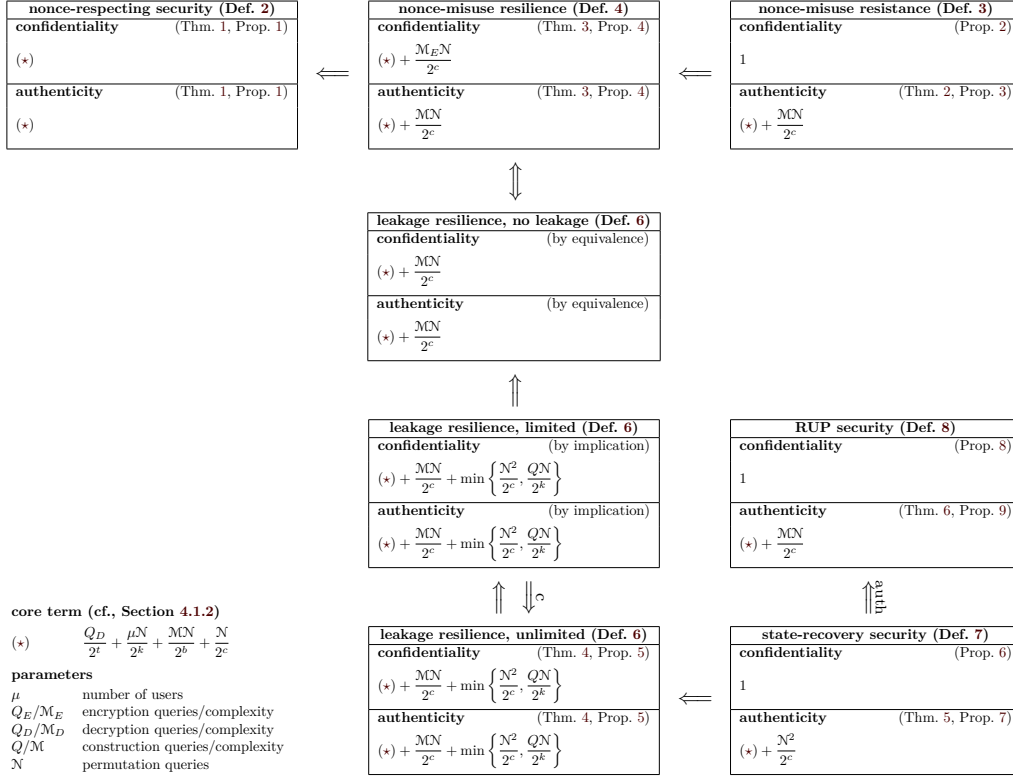 nonce-respecting security (Def. 2)
confidentiality (Thm. 1, Prop. 1)
(⋆)
authenticity (Thm. 1, Prop. 1)
(⋆)
⟸
nonce-misuse resilience (Def. 4)
confidentiality (Thm. 3, Prop. 4)
(⋆) + ℳ_E𝒩 / 2^c
authenticity (Thm. 3, Prop. 4)
(⋆) + ℳ𝒩 / 2^c
⟸
nonce-misuse resistance (Def. 3)
confidentiality (Prop. 2)
1
authenticity (Thm. 2, Prop. 3)
(⋆) + ℳ𝒩 / 2^c
⇕
leakage resilience, no leakage (Def. 6)
confidentiality (by equivalence)
(⋆) + ℳ𝒩 / 2^c
authenticity (by equivalence)
(⋆) + ℳ𝒩 / 2^c
⇑
leakage resilience, limited (Def. 6)
confidentiality (by implication)
(⋆) + ℳ𝒩 / 2^c + min { 𝒩^2 / 2^c , Q𝒩 / 2^k }
authenticity (by implication)
(⋆) + ℳ𝒩 / 2^c + min { 𝒩^2 / 2^c , Q𝒩 / 2^k }
RUP security (Def. 8)
confidentiality (Prop. 8)
1
authenticity (Thm. 6, Prop. 9)
(⋆) + ℳ𝒩 / 2^c
⇑ ⇓ c
⇑ auth
leakage resilience, unlimited (Def. 6)
confidentiality (Thm. 4, Prop. 5)
(⋆) + ℳ𝒩 / 2^c + min { 𝒩^2 / 2^c , Q𝒩 / 2^k }
authenticity (Thm. 4, Prop. 5)
(⋆) + ℳ𝒩 / 2^c + min { 𝒩^2 / 2^c , Q𝒩 / 2^k }
⟸
state-recovery security (Def. 7)
confidentiality (Prop. 6)
1
authenticity (Thm. 5, Prop. 7)
(⋆) + 𝒩^2 / 2^c
core term (cf., Section 4.1.2)
(⋆) Q_D / 2^t + μ𝒩 / 2^k + ℳ𝒩 / 2^b + 𝒩 / 2^c
parameters
μ number of users
Q_E/ℳ_E encryption queries/complexity
Q_D/ℳ_D decryption queries/complexity
Q/ℳ construction queries/complexity
𝒩 permutation queries